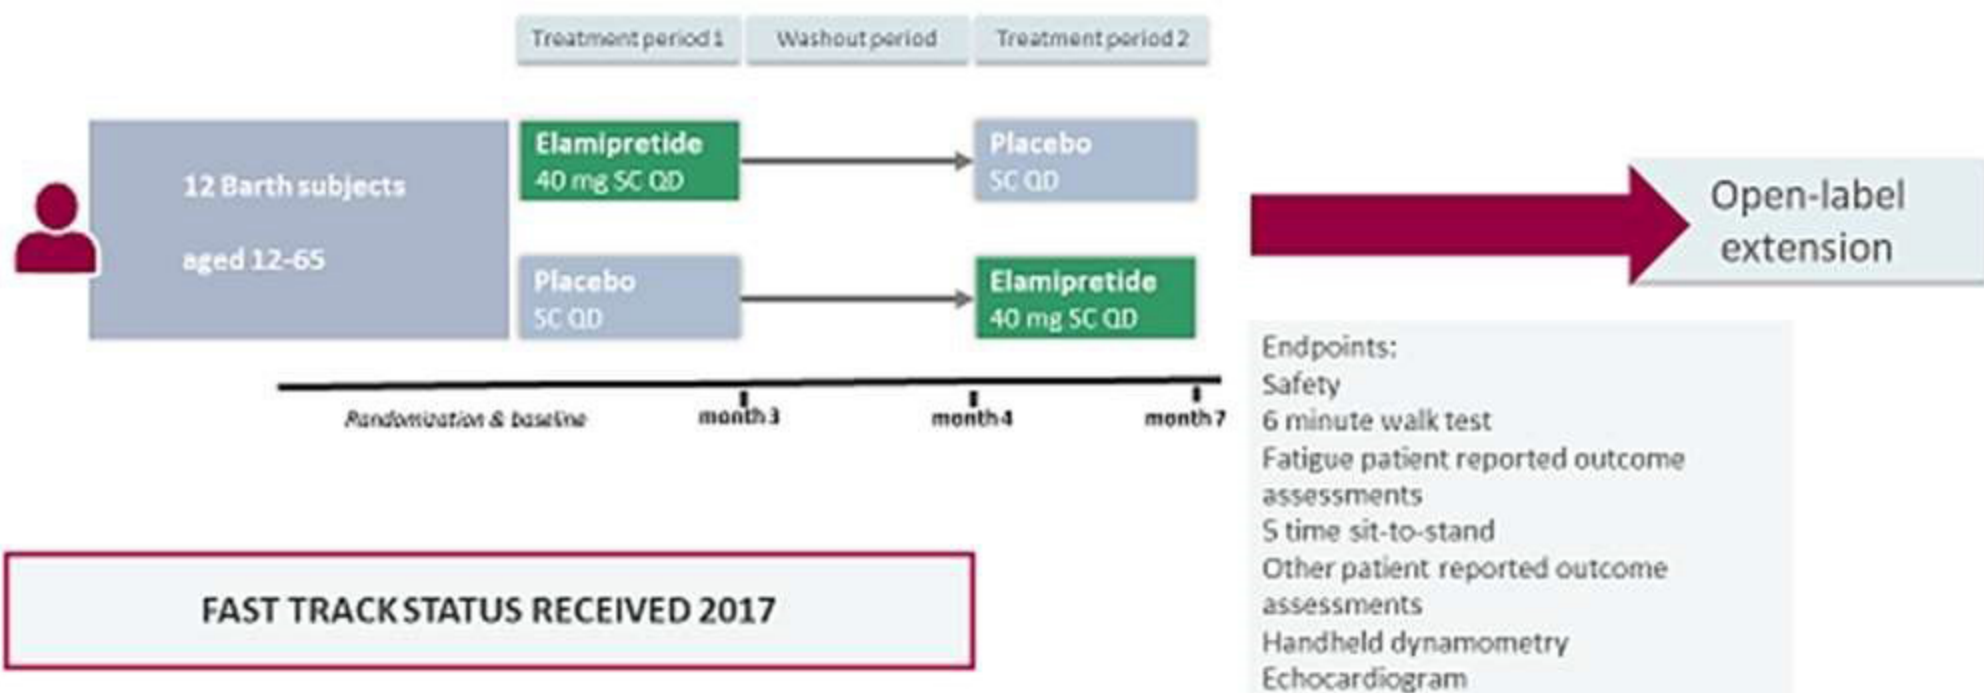 Treatment period 1
Washout period
Treatment period 2
12 Barth subjects
aged 12-65
Elamipretide
40 mg SC QD
Placebo
SC QD
Placebo
SC QD
Elamipretide
40 mg SC QD
Randomization & baseline
month 3
month 4
month 7
Open-label
extension
Endpoints:
Safety
6 minute walk test
Fatigue patient reported outcome
assessments
5 time sit-to-stand
Other patient reported outcome
assessments
Handheld dynamometry
Echocardiogram
FAST TRACK STATUS RECEIVED 2017